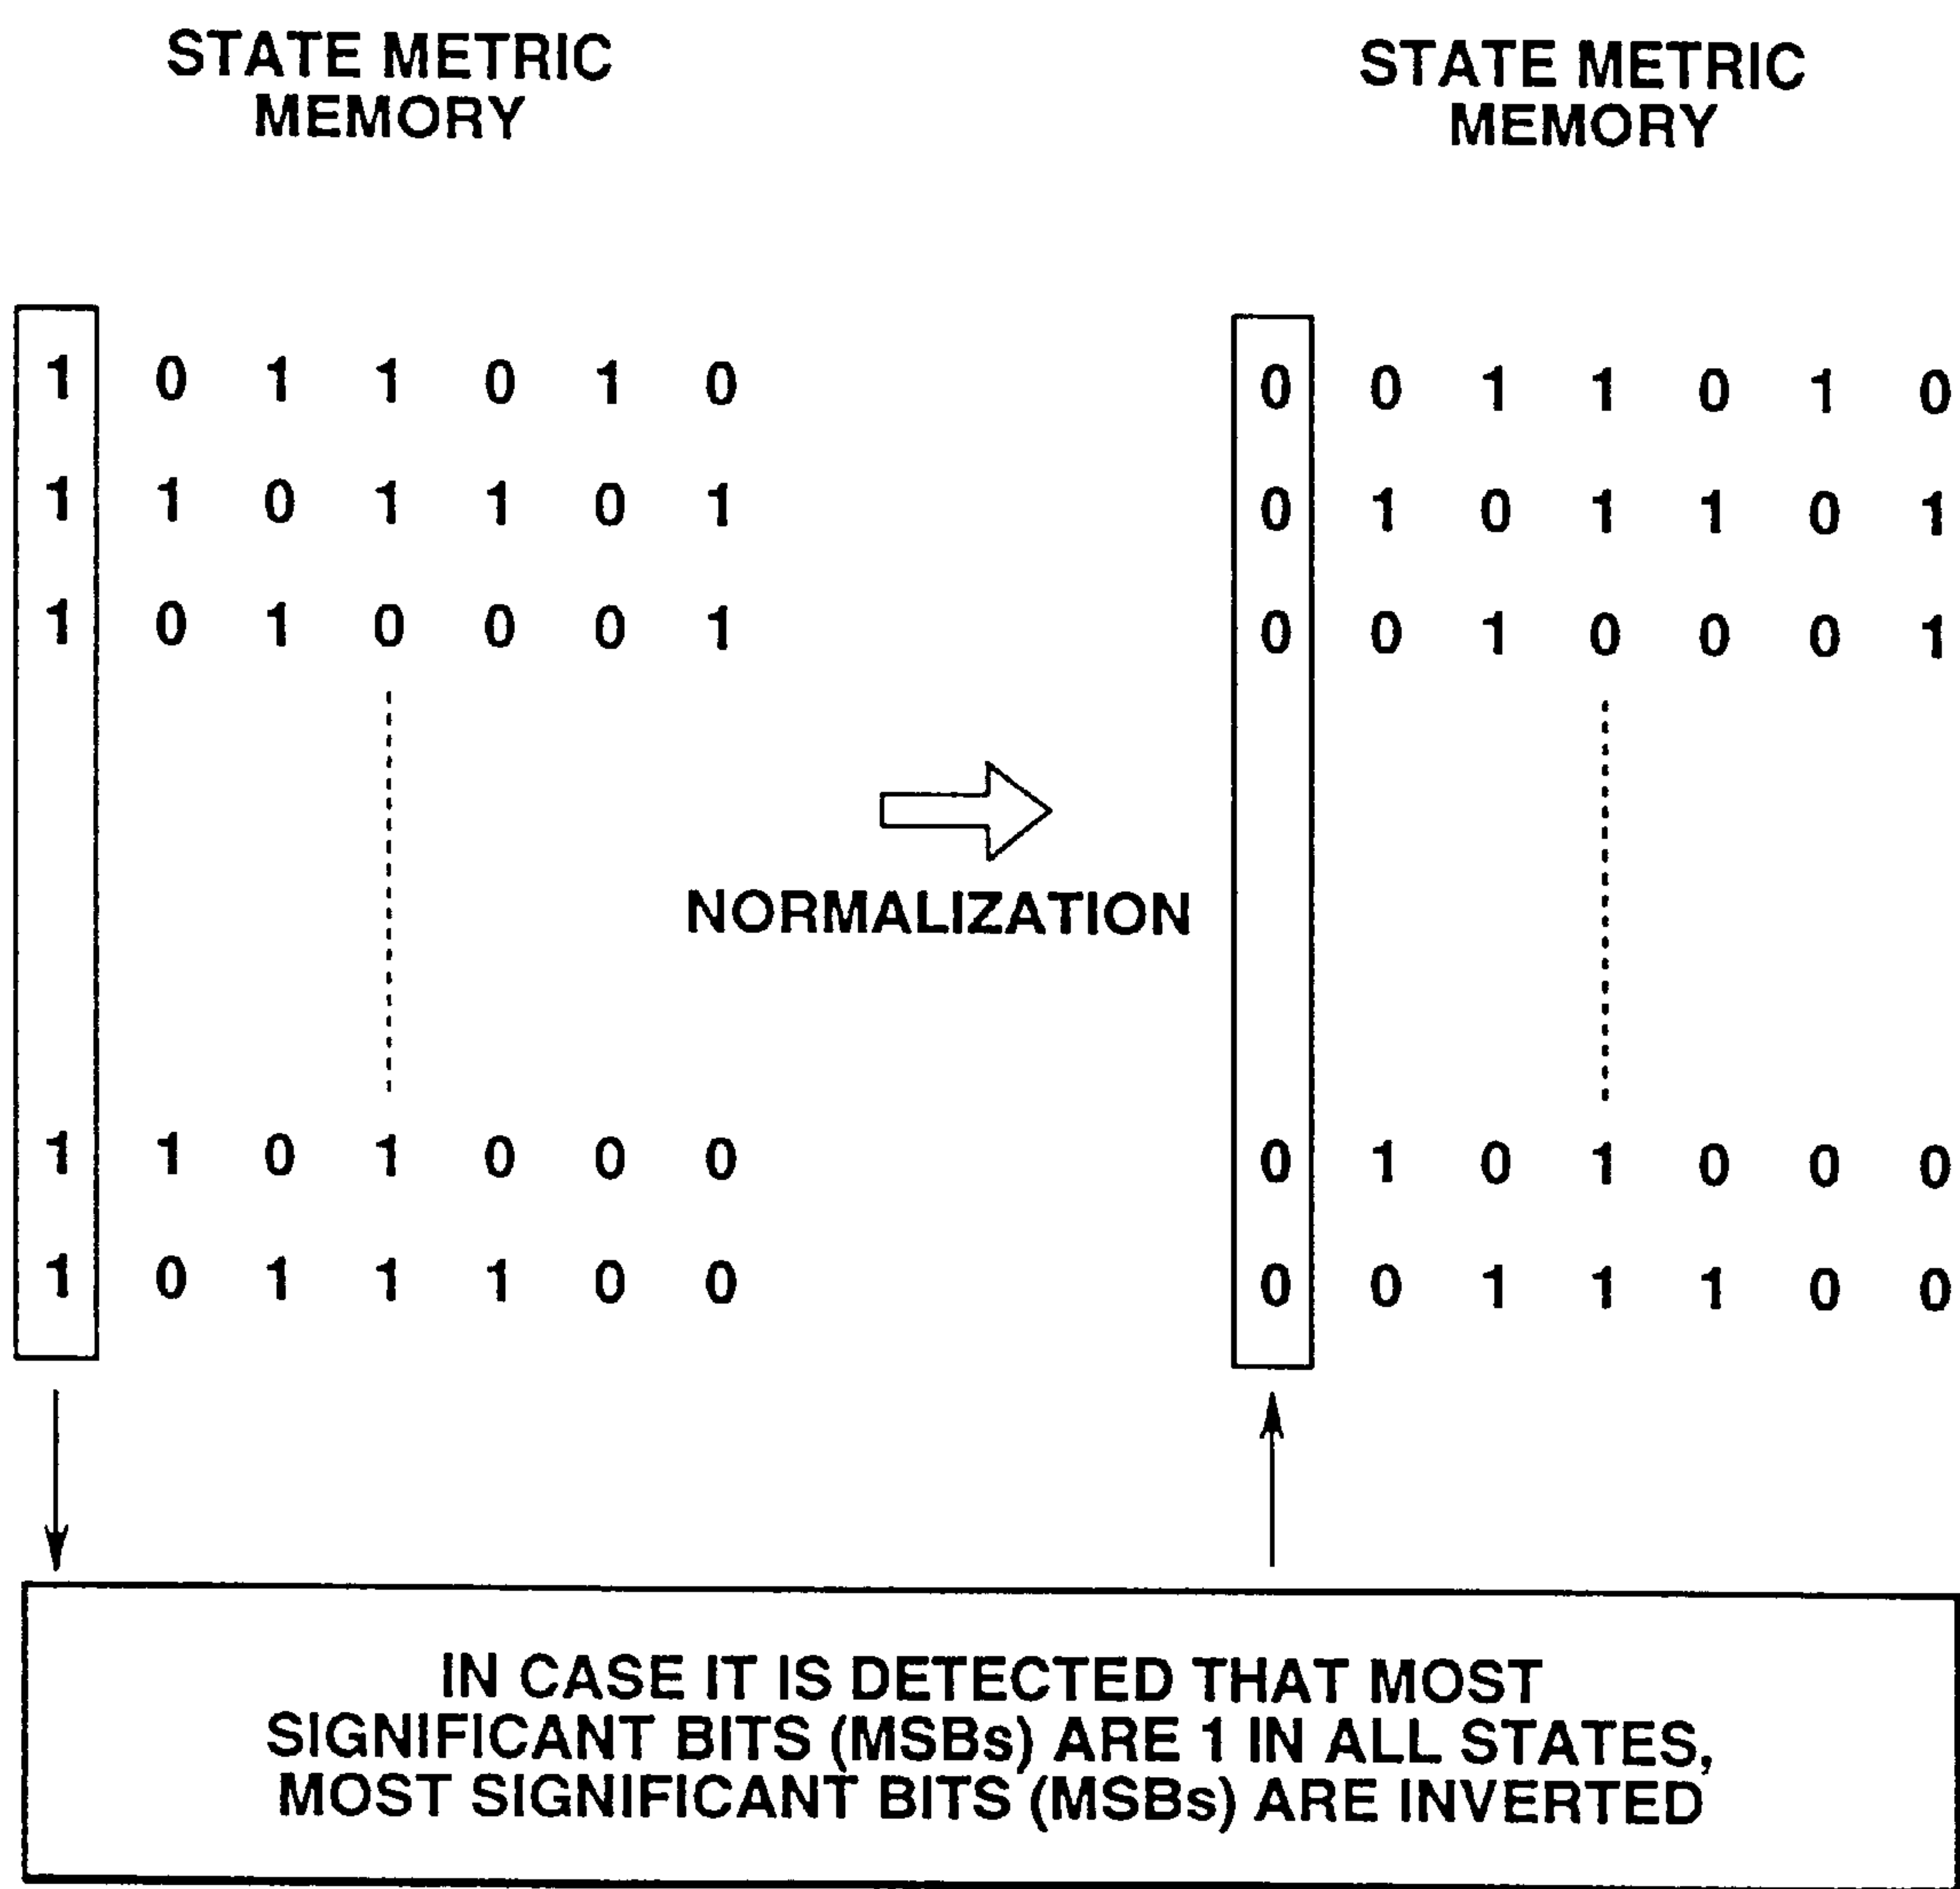 STATE METRIC
MEMORY
STATE METRIC
MEMORY
1 0 1 1 0 1 0
1 1 0 1 1 0 1
1 0 1 0 0 0 1
1 1 0 1 0 0 0
1 0 1 1 1 0 0
NORMALIZATION
0 0 1 1 0 1 0
0 1 0 1 1 0 1
0 0 1 0 0 0 1
0 1 0 1 0 0 0
0 0 1 1 1 0 0
IN CASE IT IS DETECTED THAT MOST
SIGNIFICANT BITS (MSBs) ARE 1 IN ALL STATES,
MOST SIGNIFICANT BITS (MSBs) ARE INVERTED